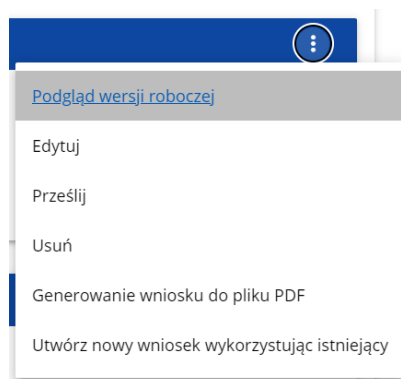 Podgląd wersji roboczej
Edytuj
Prześlij
Usuń
Generowanie wniosku do pliku PDF
Utwórz nowy wniosek wykorzystując istniejący